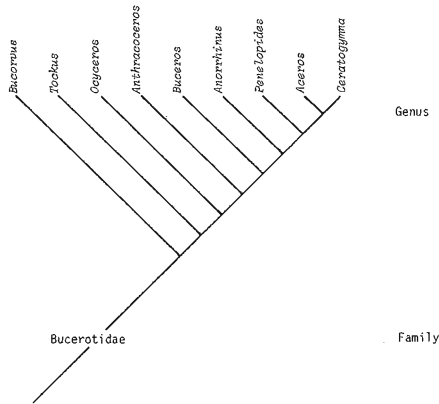 Bucorvus
Tockus
Ocyceros
Anthracoceros
Buceros
Anorrhinus
Penelopides
Aceros
Ceratogymna
Genus
Bucerotidae
Family